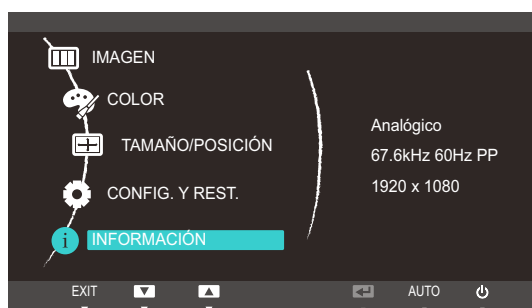 IMAGEN
COLOR
TAMAÑO/POSICIÓN
CONFIG. Y REST.
INFORMACIÓN
Analógico
67.6kHz 60Hz PP
1920 x 1080
EXIT
AUTO